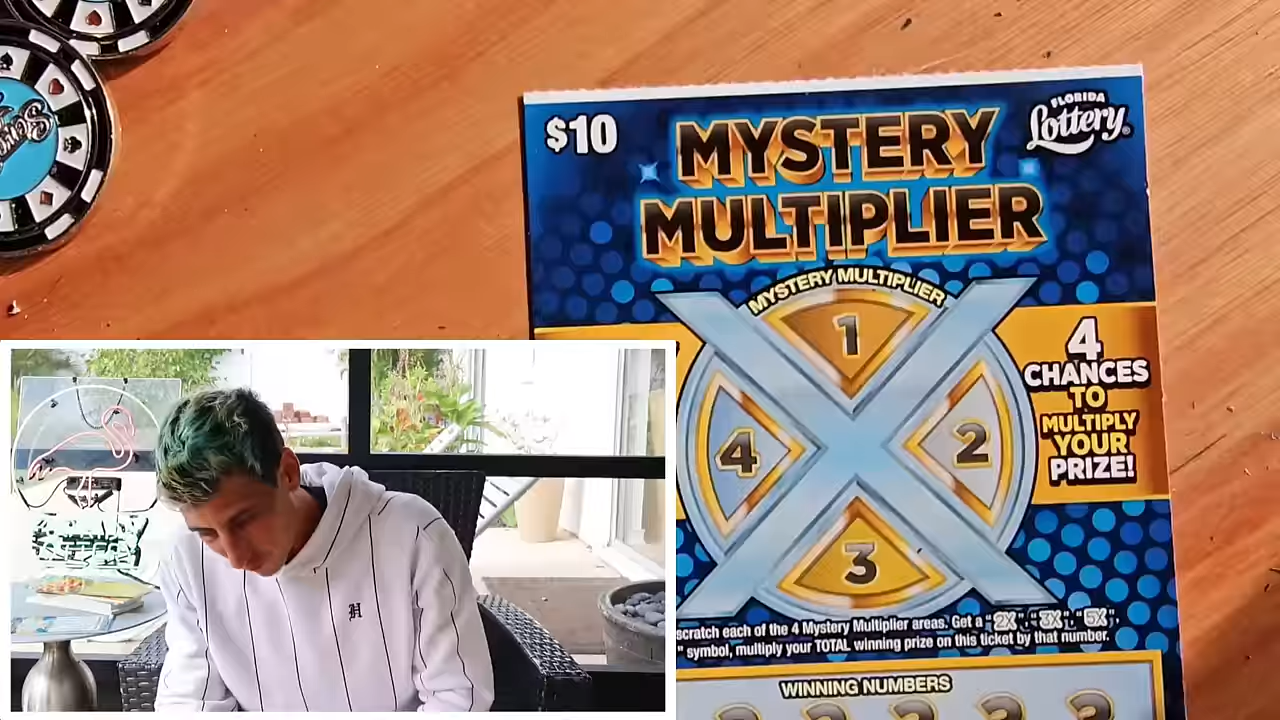 $10
MYSTERY
MULTIPLIER
FLORIDA
Lottery
MYSTERY MULTIPLIER
1
2
3
4
4
CHANCES
TO
MULTIPLY
YOUR
PRIZE!
scratch each of the 4 Mystery Multiplier areas. Get a "2X", "3X", "5X",
" symbol, multiply your TOTAL winning prize on this ticket by that number.
WINNING NUMBERS
H